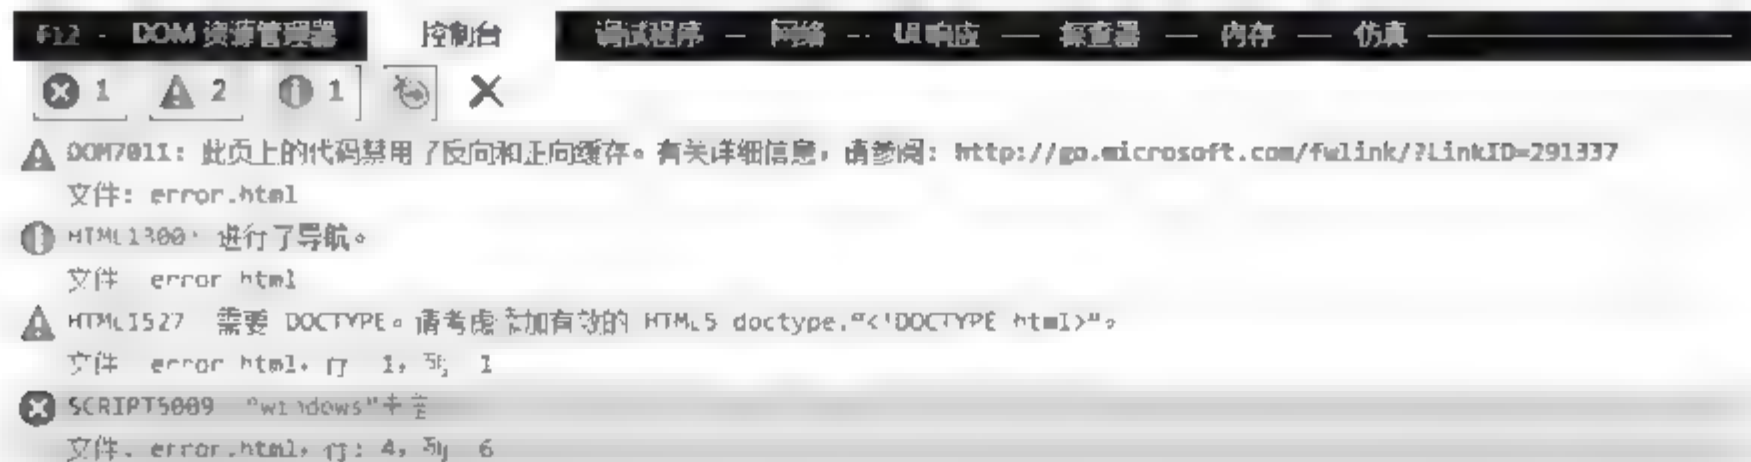 F12 DOM 资源管理器 控制台 调试程序 网络 UI 响应 探查器 内存 仿真
1 2 1
DOM7011: 此页上的代码禁用了反向和正向缓存。有关详细信息，请参阅: http://go.microsoft.com/fwlink/?LinkID=291337
文件: error.html
HTML1300: 进行了导航。
文件: error.html
HTML1527: 需要 DOCTYPE。请考虑添加有效的 HTML5 doctype:"<!DOCTYPE html>"。
文件: error.html，行: 1，列: 1
SCRIPT5009: "windows"
文件: error.html，行: 4，列: 6